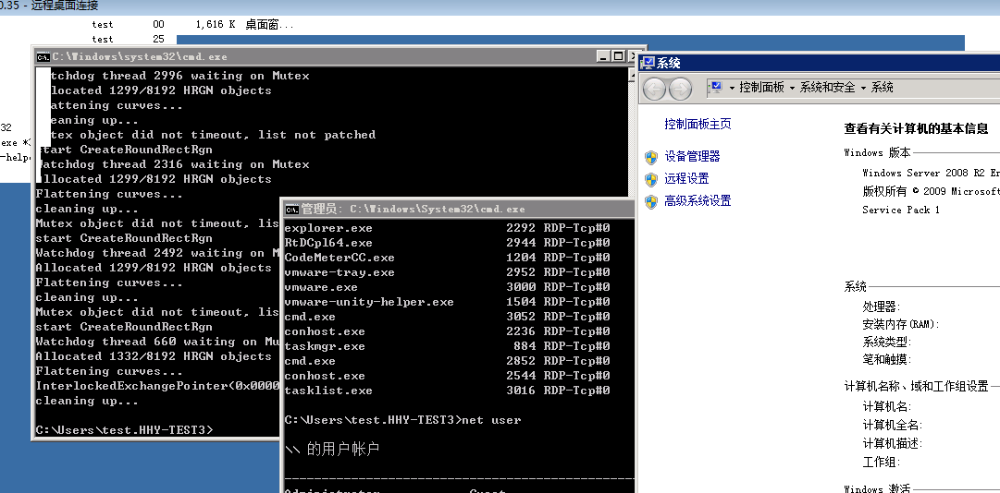 0.35 - 远程桌面连接
test 00 1,616 K 桌面窗...
test 25
32
exe *3
-help
C:\Windows\system32\cmd.exe
tchdog thread 2996 waiting on Mutex
located 1299/8192 HRGN objects
attening curves...
eaning up...
tex object did not timeout, list not patched
tart CreateRoundRectRgn
atchdog thread 2316 waiting on Mutex
llocated 1299/8192 HRGN objects
Flattening curves...
cleaning up...
Mutex object did not timeout, lis
start CreateRoundRectRgn
Watchdog thread 2492 waiting on M
Allocated 1299/8192 HRGN objects
Flattening curves...
cleaning up...
Mutex object did not timeout, lis
start CreateRoundRectRgn
Watchdog thread 660 waiting on Mu
Allocated 1332/8192 HRGN objects
Flattening curves...
InterlockedExchangePointer(0x0000
cleaning up...
C:\Users\test.HHY-TEST3>
管理员: C:\Windows\System32\cmd.exe
explorer.exe 2292 RDP-Tcp#0
RtDCpl64.exe 2944 RDP-Tcp#0
CodeMeterCC.exe 1204 RDP-Tcp#0
vmware-tray.exe 2952 RDP-Tcp#0
vmware.exe 3000 RDP-Tcp#0
vmware-unity-helper.exe 1504 RDP-Tcp#0
cmd.exe 3052 RDP-Tcp#0
conhost.exe 2236 RDP-Tcp#0
taskmgr.exe 884 RDP-Tcp#0
cmd.exe 2852 RDP-Tcp#0
conhost.exe 2544 RDP-Tcp#0
tasklist.exe 3016 RDP-Tcp#0
C:\Users\test.HHY-TEST3>net user
\\ 的用户帐户
Administrator Guest
系统
控制面板 系统和安全 系统
控制面板主页
设备管理器
远程设置
高级系统设置
查看有关计算机的基本信息
Windows 版本
Windows Server 2008 R2 En
版权所有 © 2009 Microsoft
Service Pack 1
系统
处理器:
安装内存(RAM):
系统类型:
笔和触摸:
计算机名称、域和工作组设置
计算机名:
计算机全名:
计算机描述:
工作组:
Windows 激活